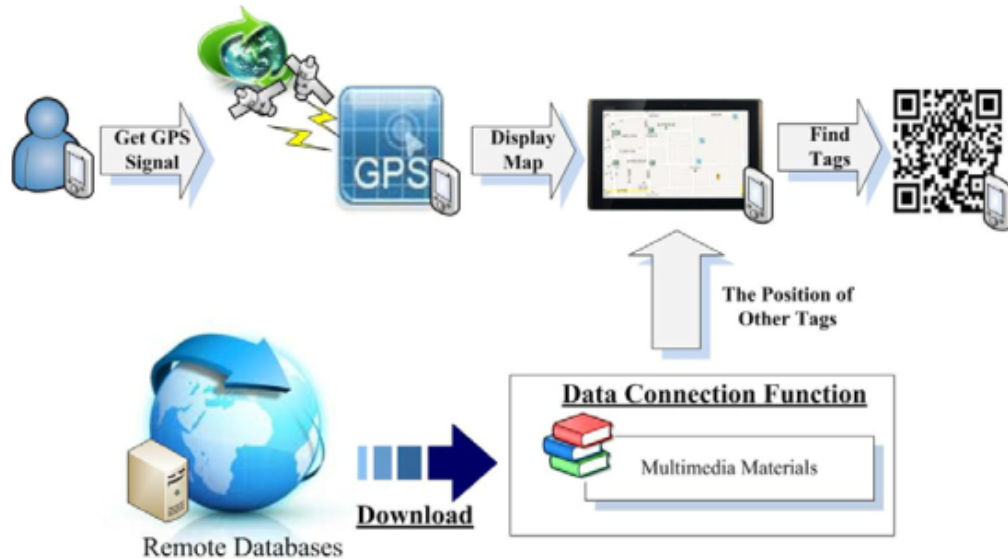 Get GPS
Signal
GPS
Display
Map
Find
Tags
The Position of
Other Tags
Data Connection Function
Multimedia Materials
Download
Remote Databases